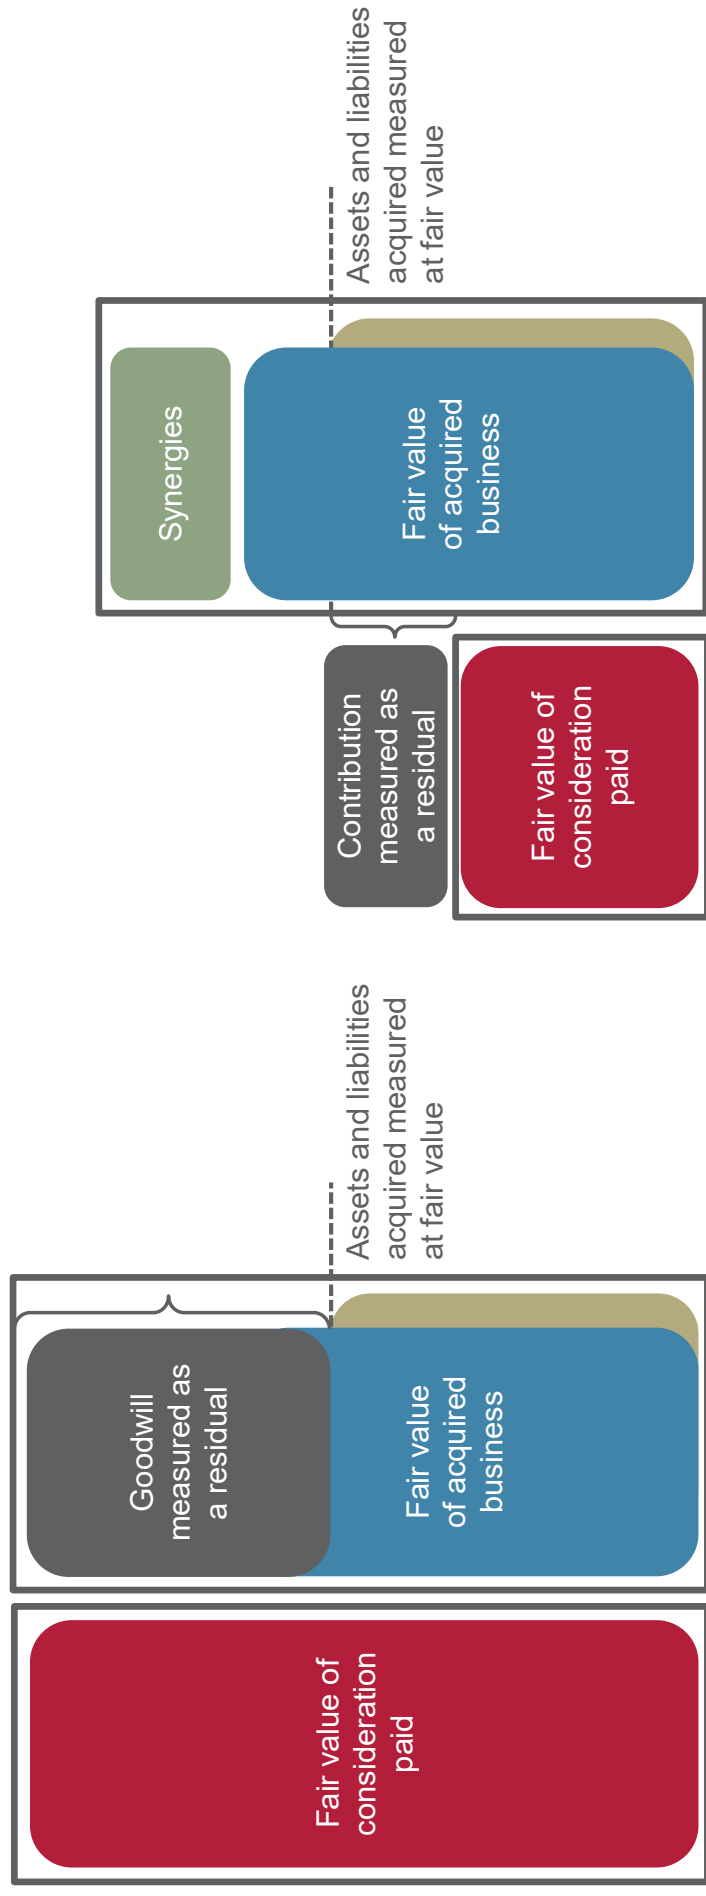 Fair value of
consideration
paid
Goodwill
measured as
a residual
Fair value
of acquired
business
Assets and liabilities
acquired measured
at fair value
Fair value of
consideration
paid
Contribution
measured as
a residual
Synergies
Fair value
of acquired
business
Assets and liabilities
acquired measured
at fair value